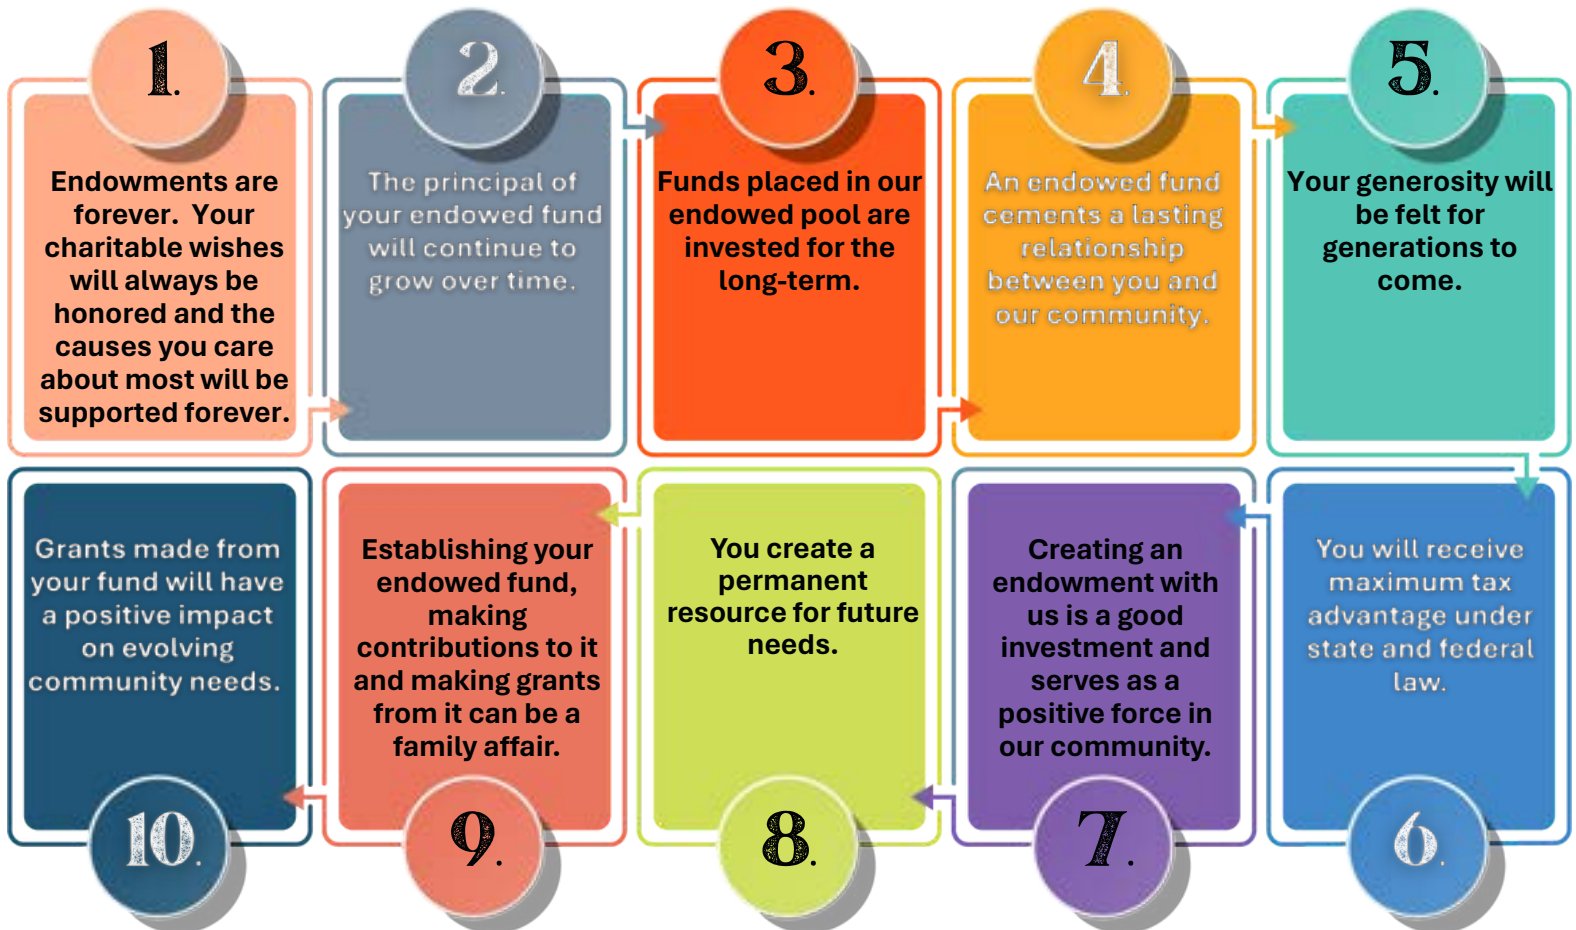 1.
Endowments are
forever.  Your
charitable wishes
will always be
honored and the
causes you care
about most will be
supported forever.
2.
The principal of
your endowed fund
will continue to
grow over time.
3.
Funds placed in our
endowed pool are
invested for the
long-term.
4.
An endowed fund
cements a lasting
relationship
between you and
our community.
5.
Your generosity will
be felt for
generations to
come.
You will receive
maximum tax
advantage under
state and federal
law.
6.
Creating an
endowment with
us is a good
investment and
serves as a
positive force in
our community.
7.
You create a
permanent
resource for future
needs.
8.
Establishing your
endowed fund,
making
contributions to it
and making grants
from it can be a
family affair.
9.
Grants made from
your fund will have
a positive impact
on evolving
community needs.
10.